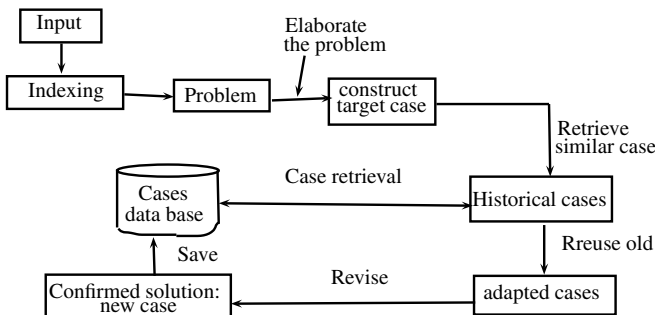 Input
Elaborate
the problem
Indexing
Problem
construct
target case
Retrieve
similar case
Cases
data base
Case retrieval
Historical cases
Save
Rreuse old
Confirmed solution:
new case
Revise
adapted cases